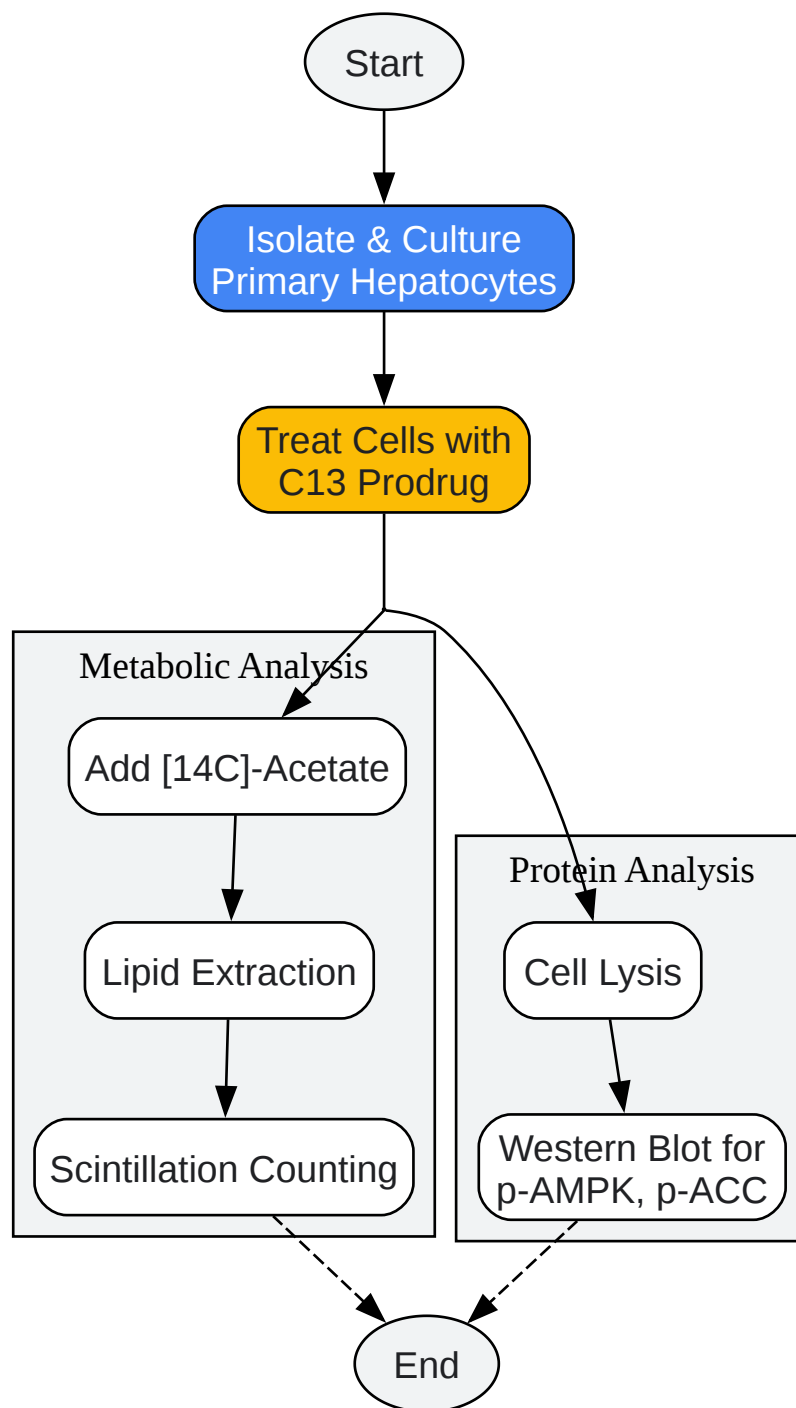 Start
Isolate & Culture
Primary Hepatocytes
Treat Cells with
C13 Prodrug
Metabolic Analysis
Add [14C]-Acetate
Lipid Extraction
Scintillation Counting
Protein Analysis
Cell Lysis
Western Blot for
p-AMPK, p-ACC
End